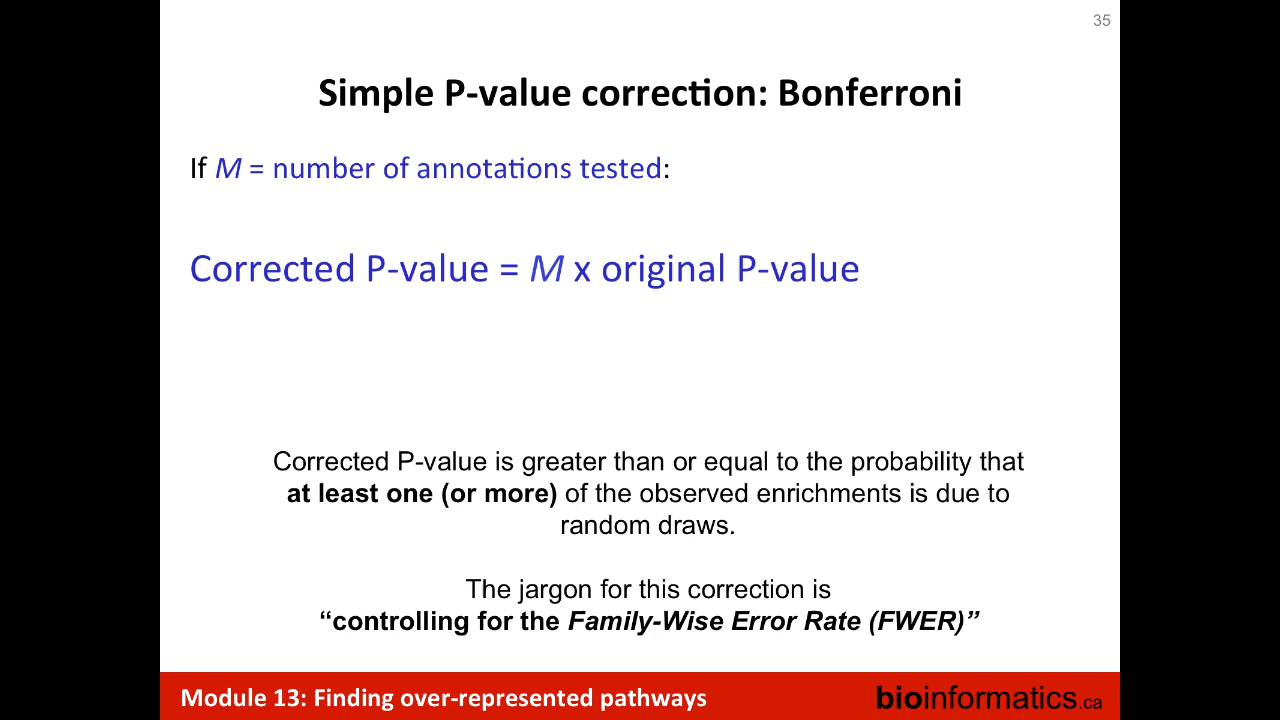 35
Simple P-value correction: Bonferroni
If M = number of annotations tested:
Corrected P-value = M x original P-value
Corrected P-value is greater than or equal to the probability that
at least one (or more) of the observed enrichments is due to
random draws.
The jargon for this correction is
“controlling for the Family-Wise Error Rate (FWER)”
Module 13: Finding over-represented pathways
bioinformatics.ca